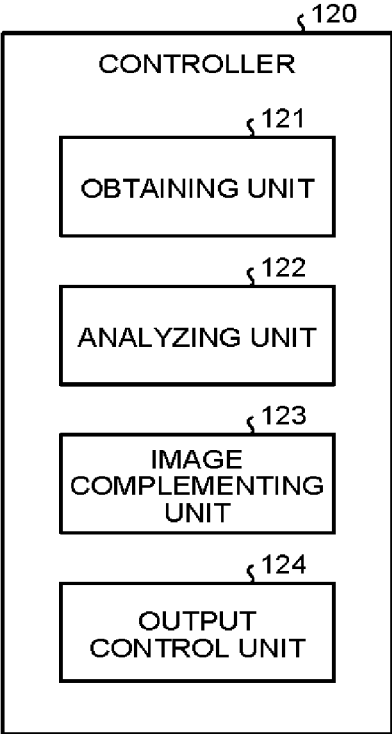 120
CONTROLLER
121
OBTAINING UNIT
122
ANALYZING UNIT
123
IMAGE
COMPLEMENTING
UNIT
124
OUTPUT
CONTROL UNIT